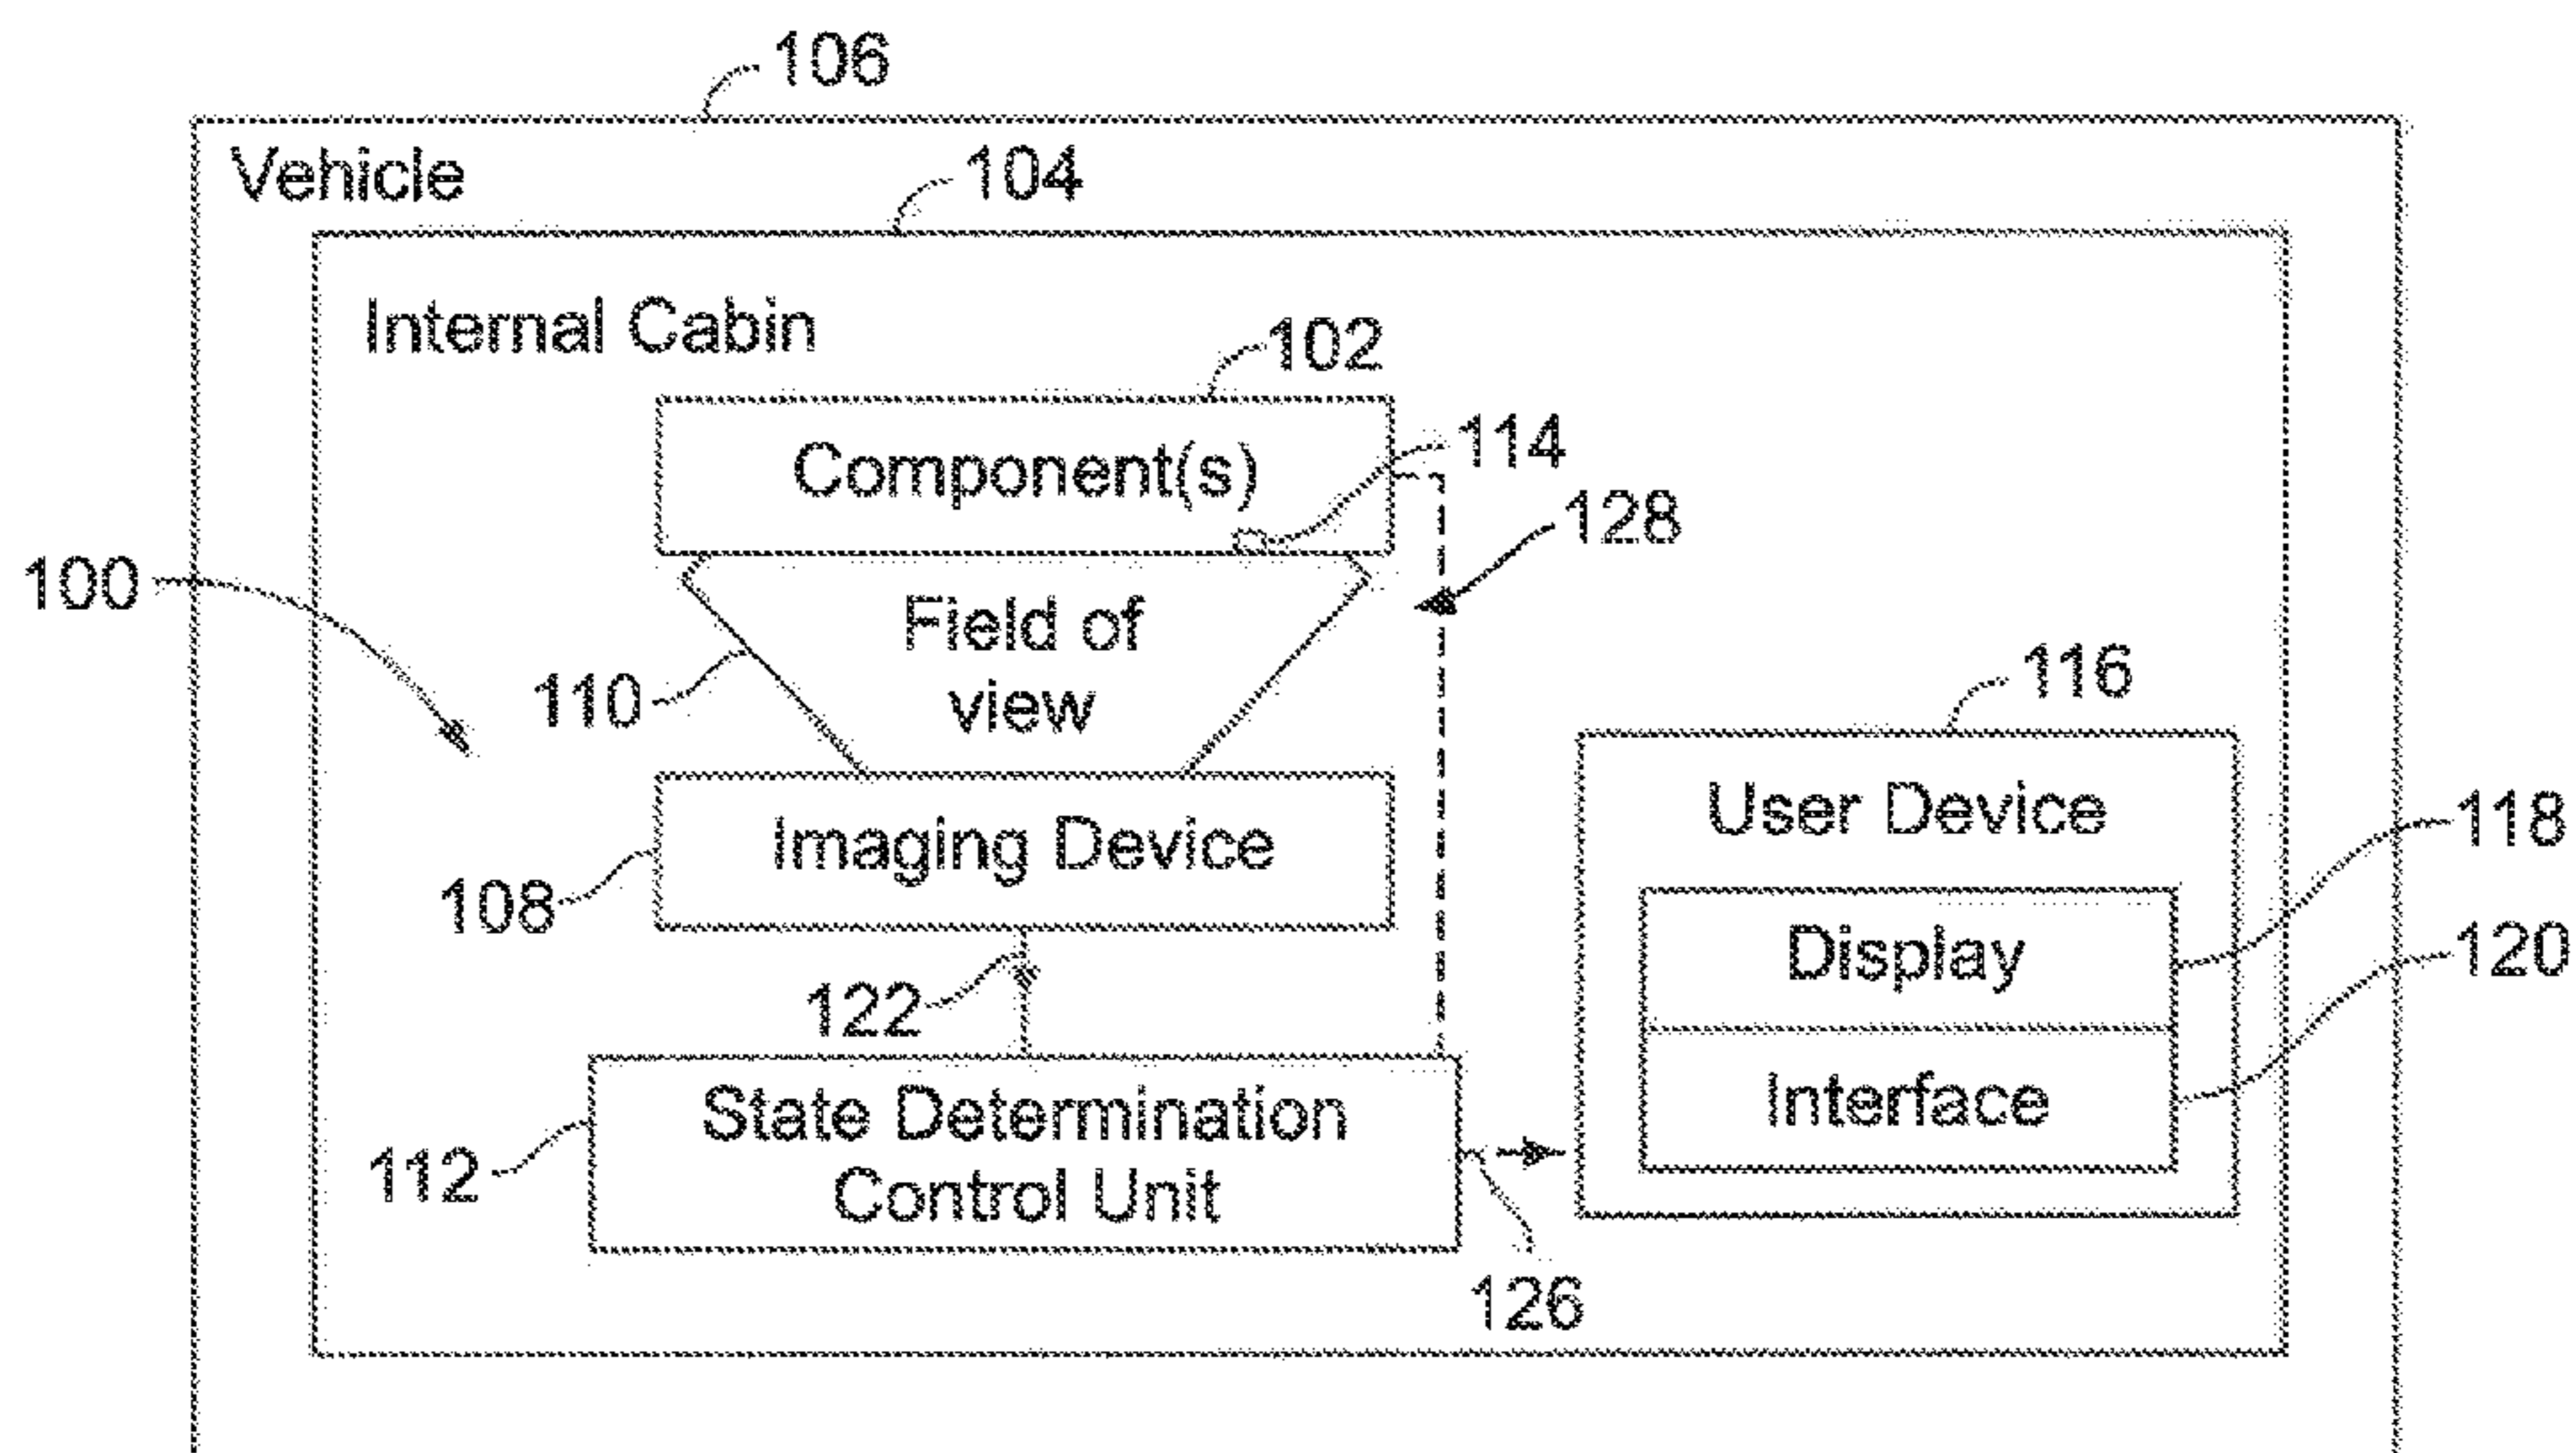 106
Vehicle
104
Internal Cabin
102
Component(s)
114
128
100
Field of
view
110
116
User Device
118
Imaging Device
108
Display
120
122
Interface
State Determination
Control Unit
112
126